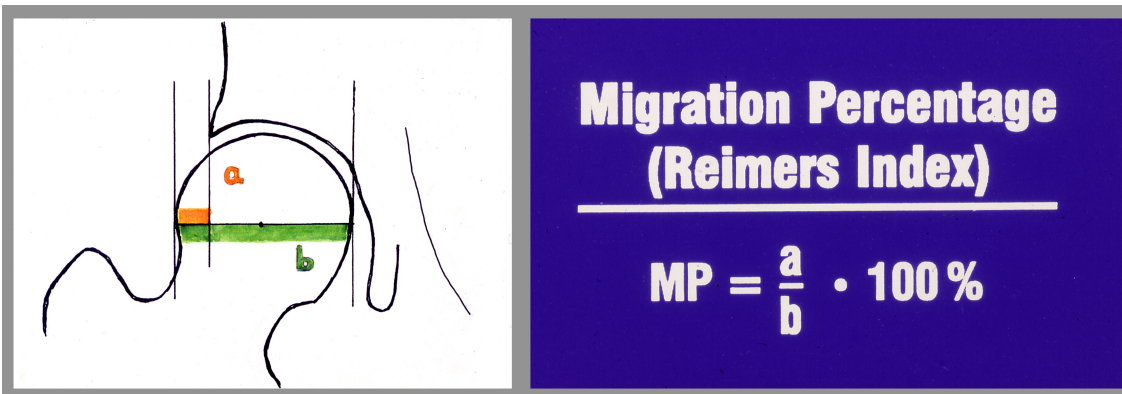 a
b
Migration Percentage
(Reimers Index)
MP = a/b · 100 %